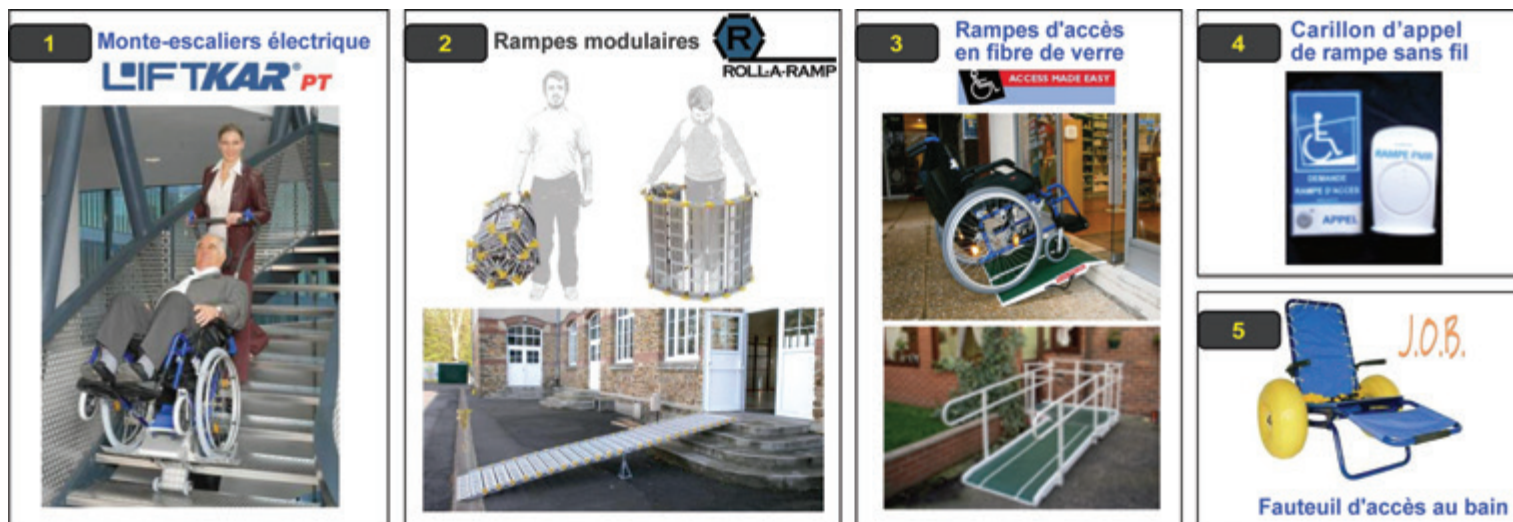 1
Monte-escaliers électrique
LIFTKAR® PT
2
Rampes modulaires
R
ROLL-A-RAMP
3
Rampes d'accès
en fibre de verre
ACCESS MADE EASY
4
Carillon d'appel
de rampe sans fil
DEMANDE
RAMPE D'ACCES
APPEL
RAMPE PMR
5
J.O.B.
Fauteuil d'accès au bain